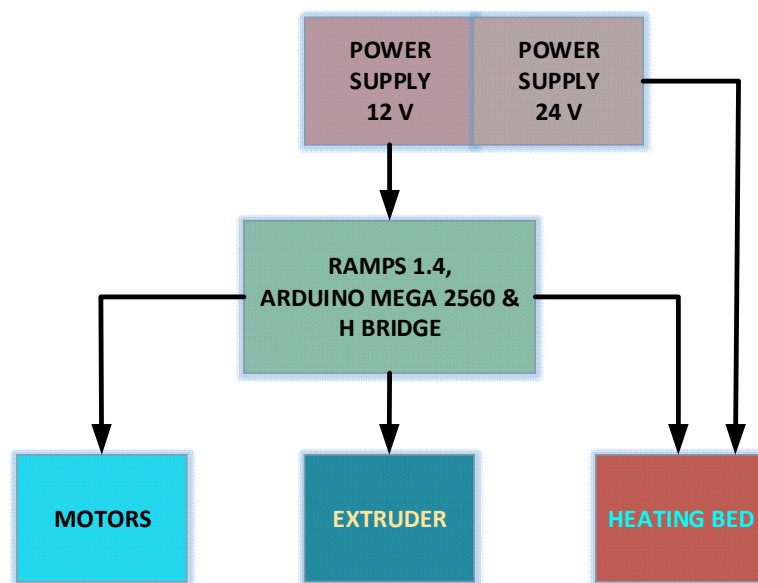 POWER
SUPPLY
12 V
POWER
SUPPLY
24 V
RAMPS 1.4,
ARDUINO MEGA 2560 &
H BRIDGE
MOTORS
EXTRUDER
HEATING BED